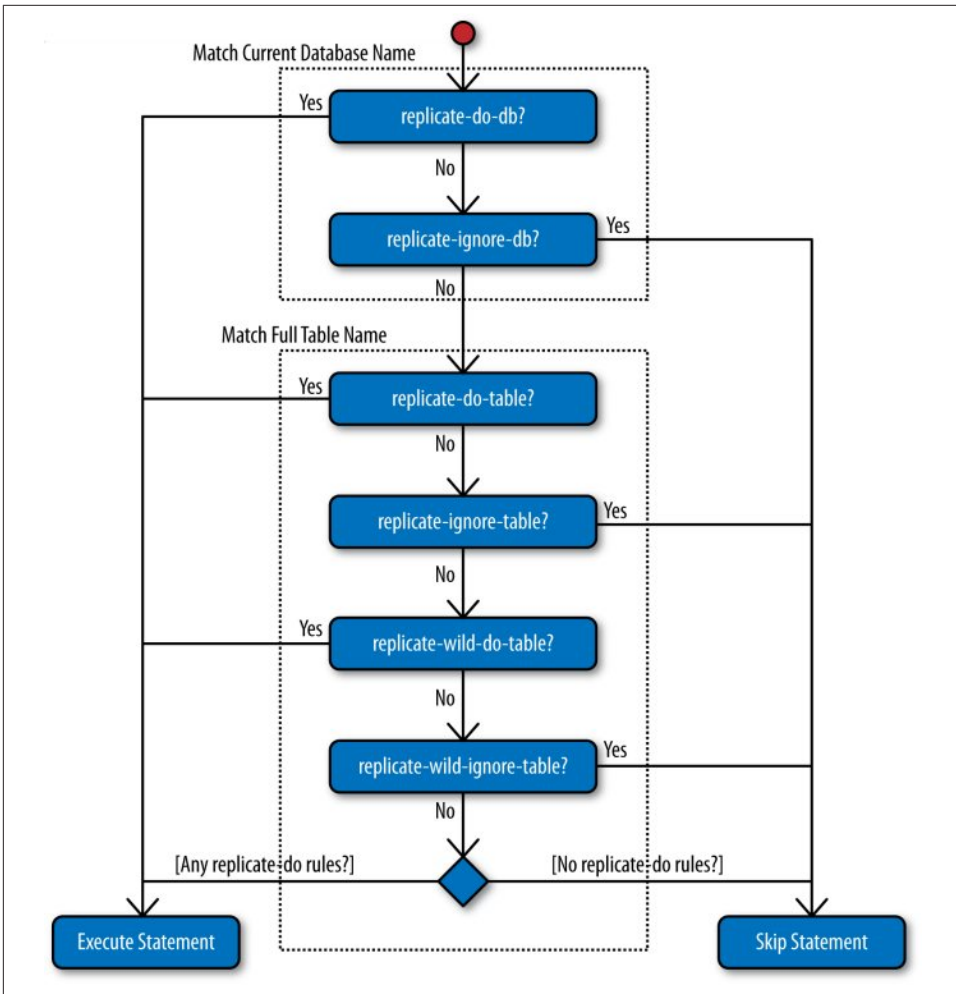 Match Current Database Name
Yes
replicate-do-db?
No
replicate-ignore-db?
Yes
No
Match Full Table Name
Yes
replicate-do-table?
No
replicate-ignore-table?
Yes
No
Yes
replicate-wild-do-table?
No
replicate-wild-ignore-table?
Yes
No
[Any replicate-do rules?]
[No replicate-do rules?]
Execute Statement
Skip Statement